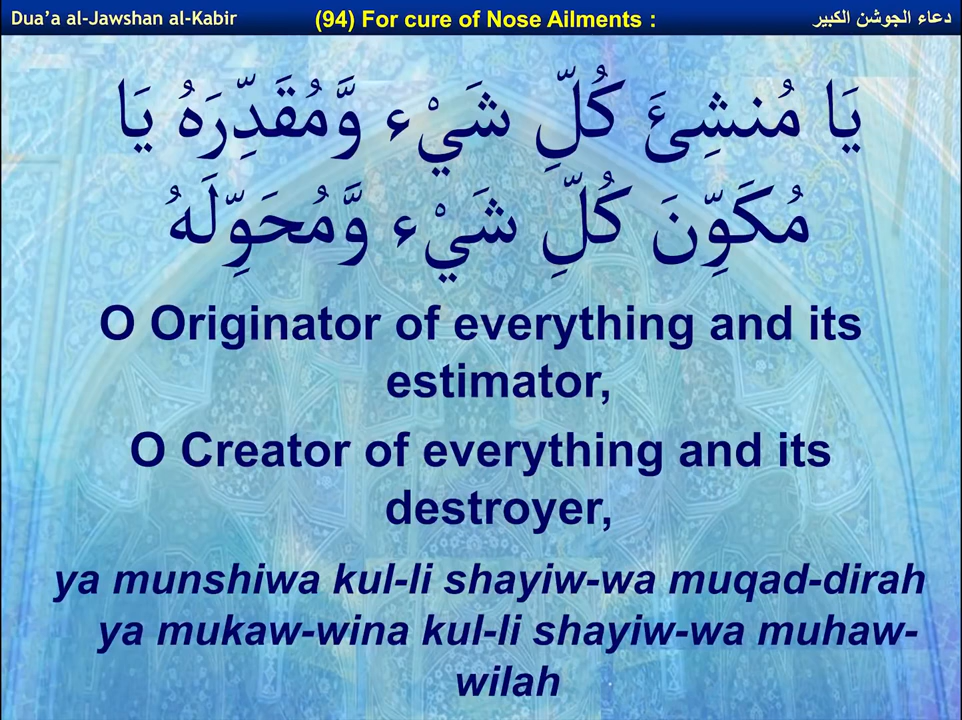 Dua’a al-Jawshan al-Kabir
(94) For cure of Nose Ailments :
دعاء الجوشن الكبير
يَا مُنشِئَ كُلِّ شَيْء وَّمُقَدِّرَهُ يَا
مُكَوِّنَ كُلِّ شَيْء وَّمُحَوِّلَهُ
O Originator of everything and its
estimator,
O Creator of everything and its
destroyer,
ya munshiwa kul-li shayiw-wa muqad-dirah
ya mukaw-wina kul-li shayiw-wa muhaw-
wilah